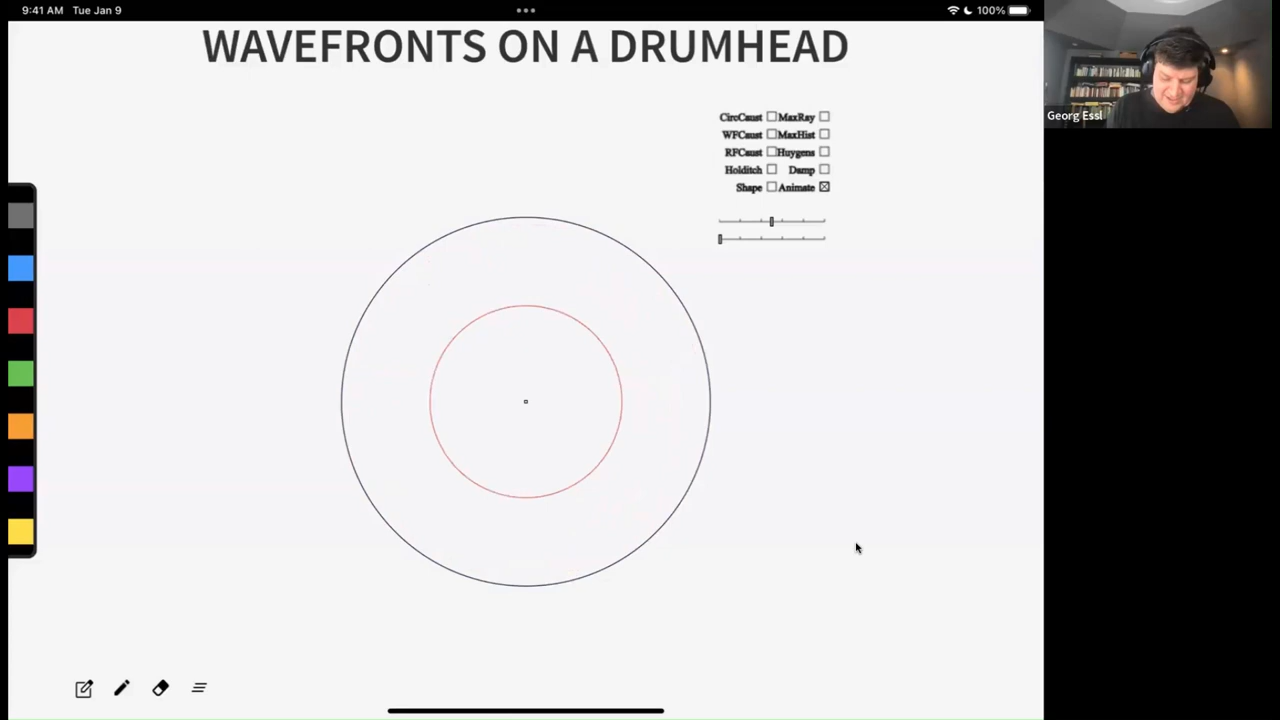 9:41 AM Tue Jan 9
100%
WAVEFRONTS ON A DRUMHEAD
Georg Essl
CircCaust MaxRay
WFCaust MaxHist
RFCaust Huygens
Holditch Damp
Shape Animate